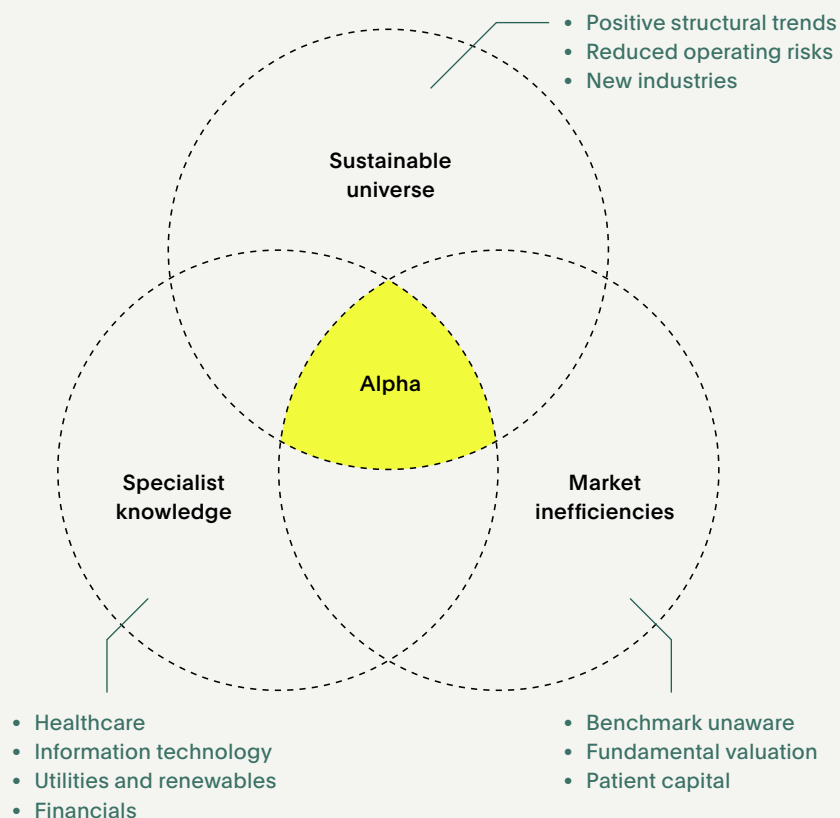 • Positive structural trends
• Reduced operating risks
• New industries
Sustainable
universe
Alpha
Specialist
knowledge
Market
inefficiencies
• Healthcare
• Information technology
• Utilities and renewables
• Financials
• Benchmark unaware
• Fundamental valuation
• Patient capital